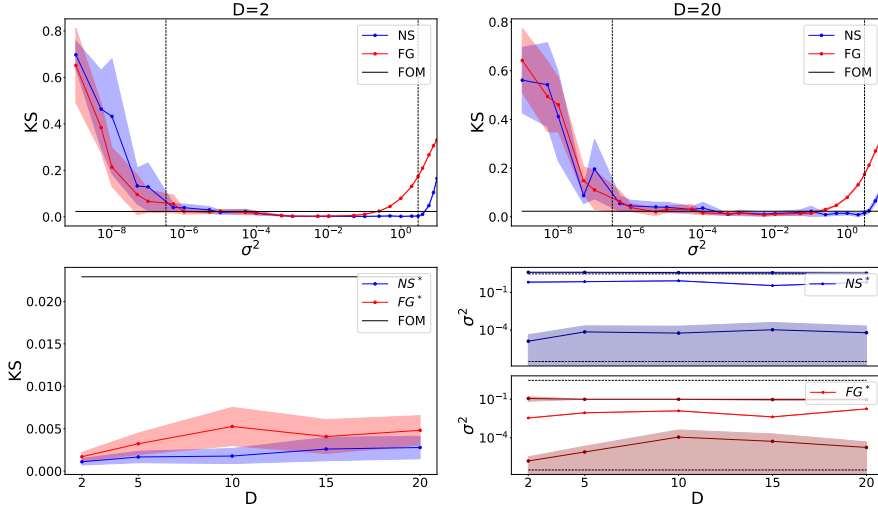 D=2
0.8
0.6
0.4
0.2
0.0
KS
10⁻⁸
10⁻⁶
10⁻⁴
10⁻²
10⁰
σ²
NS
FG
FOM
D=20
0.8
0.6
0.4
0.2
0.0
KS
10⁻⁸
10⁻⁶
10⁻⁴
10⁻²
10⁰
σ²
NS
FG
FOM
0.020
0.015
0.010
0.005
0.000
KS
2
5
10
15
20
D
NS*
FG*
FOM
10⁻¹
10⁻⁴
σ²
NS*
10⁻¹
10⁻⁴
σ²
FG*
2
5
10
15
20
D